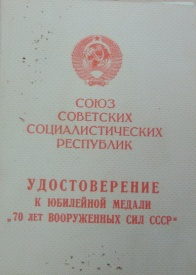 СОЮЗ
СОВЕТСКИХ
СОЦИАЛИСТИЧЕСКИХ
РЕСПУБЛИК
УДОСТОВЕРЕНИЕ
К ЮБИЛЕЙНОЙ МЕДАЛИ
„70 ЛЕТ ВООРУЖЕННЫХ СИЛ СССР"